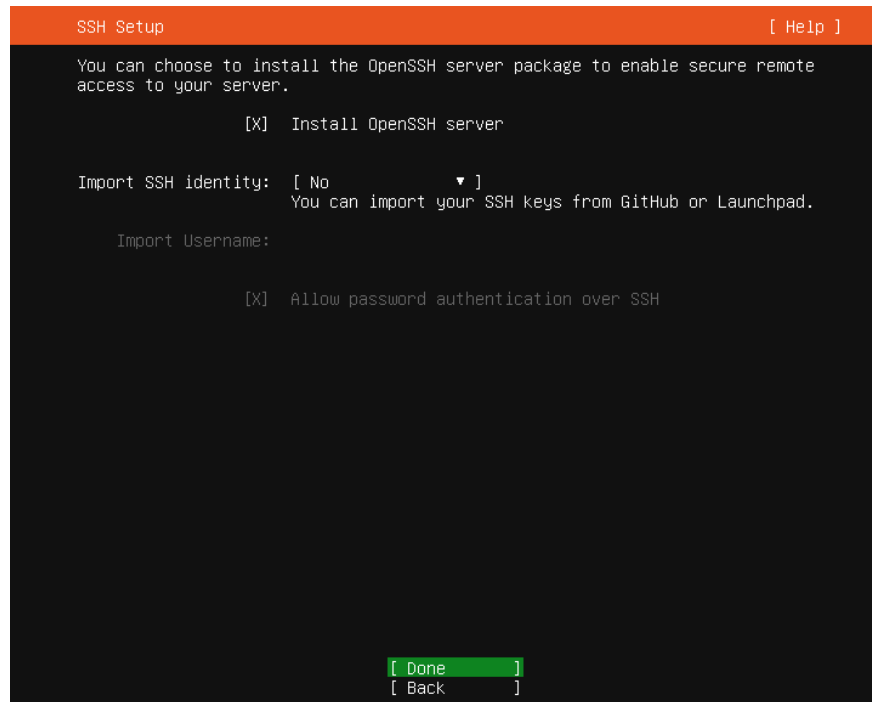 SSH Setup [ Help ]
You can choose to install the OpenSSH server package to enable secure remote
access to your server.
[X] Install OpenSSH server
Import SSH identity: [ No ▾ ]
You can import your SSH keys from GitHub or Launchpad.
Import Username:
[X] Allow password authentication over SSH
[ Done ]
[ Back ]